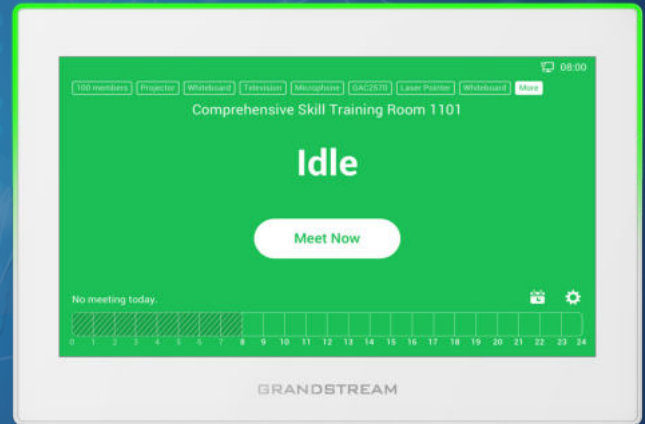 08:00
100 members Projector Whiteboard Television Microphone GAC2570 Laser Pointer Whiteboard More
Comprehensive Skill Training Room 1101
Idle
Meet Now
No meeting today.
0 1 2 3 4 5 6 7 8 9 10 11 12 13 14 15 16 17 18 19 20 21 22 23 24
GRANDSTREAM